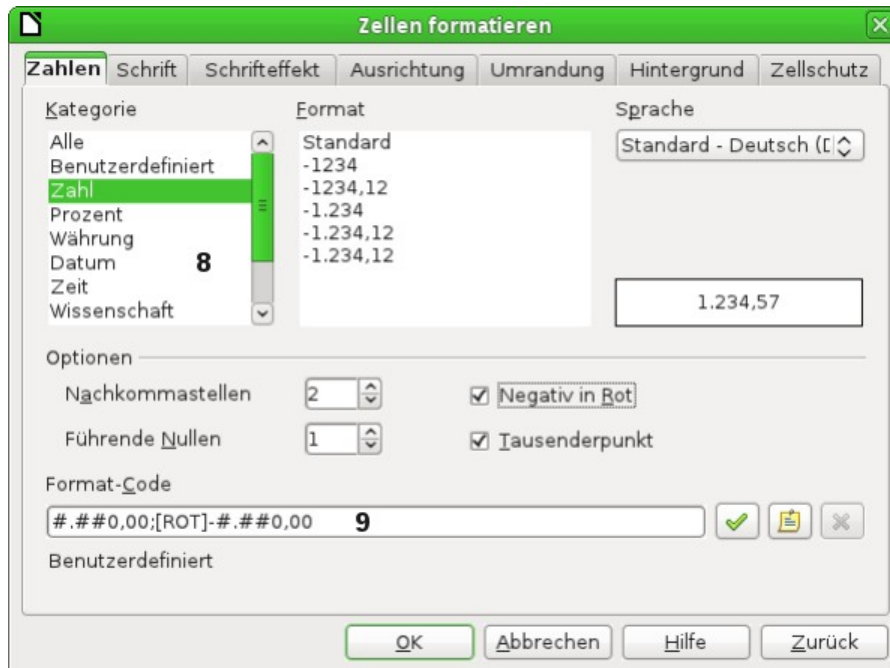 Zellen formatieren
Zahlen Schrift Schrifteffekt Ausrichtung Umrandung Hintergrund Zellschutz
Kategorie
Alle
Benutzerdefiniert
Zahl
Prozent
Währung
Datum 8
Zeit
Wissenschaft
Format
Standard
-1234
-1234,12
-1.234
-1.234,12
-1.234,12
Sprache
Standard - Deutsch (D
1.234,57
Optionen
Nachkommastellen 2
Negativ in Rot
Führende Nullen 1
Tausenderpunkt
Format-Code
#.##0,00;[ROT]-#.##0,00 9
Benutzerdefiniert
OK Abbrechen Hilfe Zurück